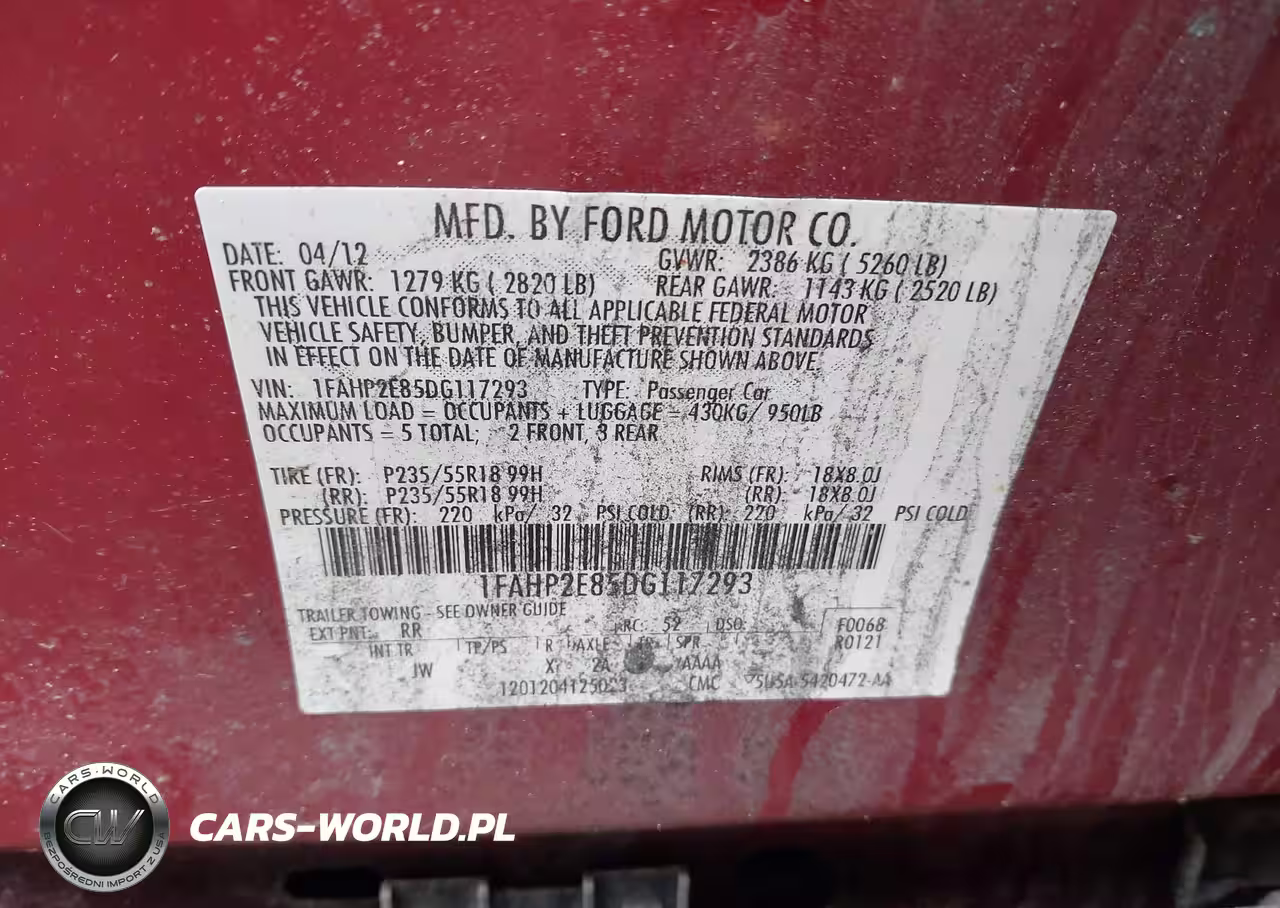 MFD. BY FORD MOTOR CO.
DATE: 04/12 GVWR: 2386 KG ( 5260 LB)
FRONT GAWR: 1279 KG ( 2820 LB) REAR GAWR: 1143 KG ( 2520 LB)
THIS VEHICLE CONFORMS TO ALL APPLICABLE FEDERAL MOTOR
VEHICLE SAFETY, BUMPER, AND THEFT PREVENTION STANDARDS
IN EFFECT ON THE DATE OF MANUFACTURE SHOWN ABOVE.
VIN: 1FAHP2E85DG117293 TYPE: Passenger Car
MAXIMUM LOAD = OCCUPANTS + LUGGAGE = 430KG/ 950LB
OCCUPANTS = 5 TOTAL; 2 FRONT, 3 REAR
TIRE (FR): P235/55R18 99H RIMS (FR): 18X8.0J
(RR): P235/55R18 99H (RR): 18X8.0J
PRESSURE (FR): 220 kPa/ 32 PSI COLD (RR): 220 kPa/ 32 PSI COLD
1FAHP2E85DG117293
TRAILER TOWING - SEE OWNER GUIDE
EXT PNT: RR RC: 52 DSO: F0068
INT TR TP/PS R AXLE TR SPR R0121
JW X 2A AAAA
1201204125023 CMC 5U5A-5420472-AA
CARS-WORLD
CW
BEZPOŚREDNI IMPORT Z USA
CARS-WORLD.PL